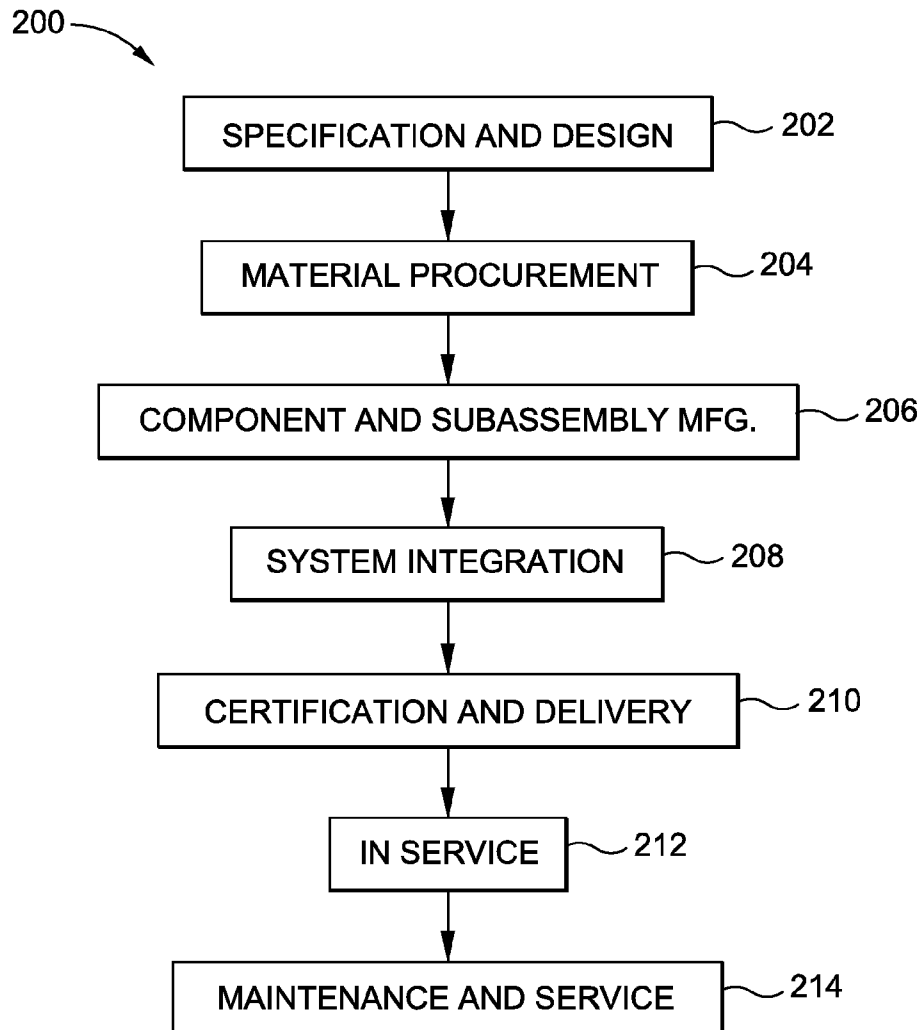 200
SPECIFICATION AND DESIGN
202
MATERIAL PROCUREMENT
204
COMPONENT AND SUBASSEMBLY MFG.
206
SYSTEM INTEGRATION
208
CERTIFICATION AND DELIVERY
210
IN SERVICE
212
MAINTENANCE AND SERVICE
214